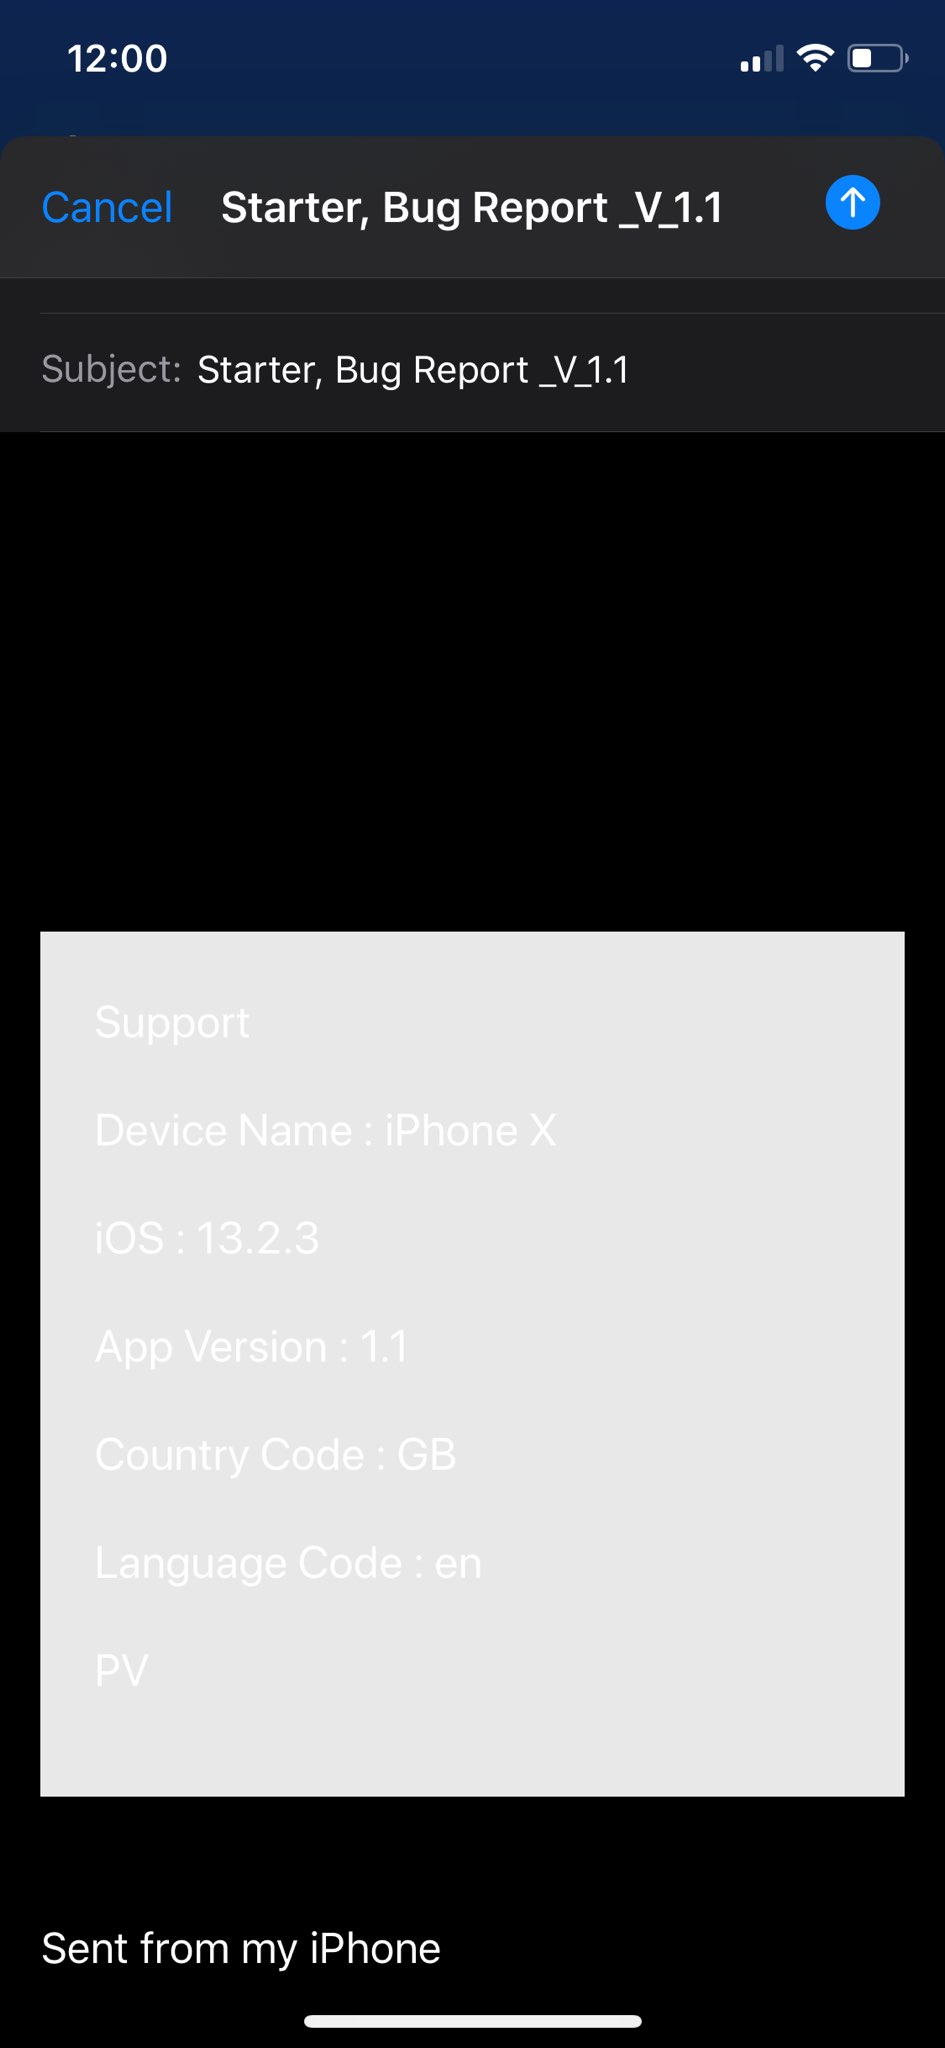 12:00
Cancel Starter, Bug Report _V_1.1
Subject: Starter, Bug Report _V_1.1
Support
Device Name : iPhone X
iOS : 13.2.3
App Version : 1.1
Country Code : GB
Language Code : en
PV
Sent from my iPhone